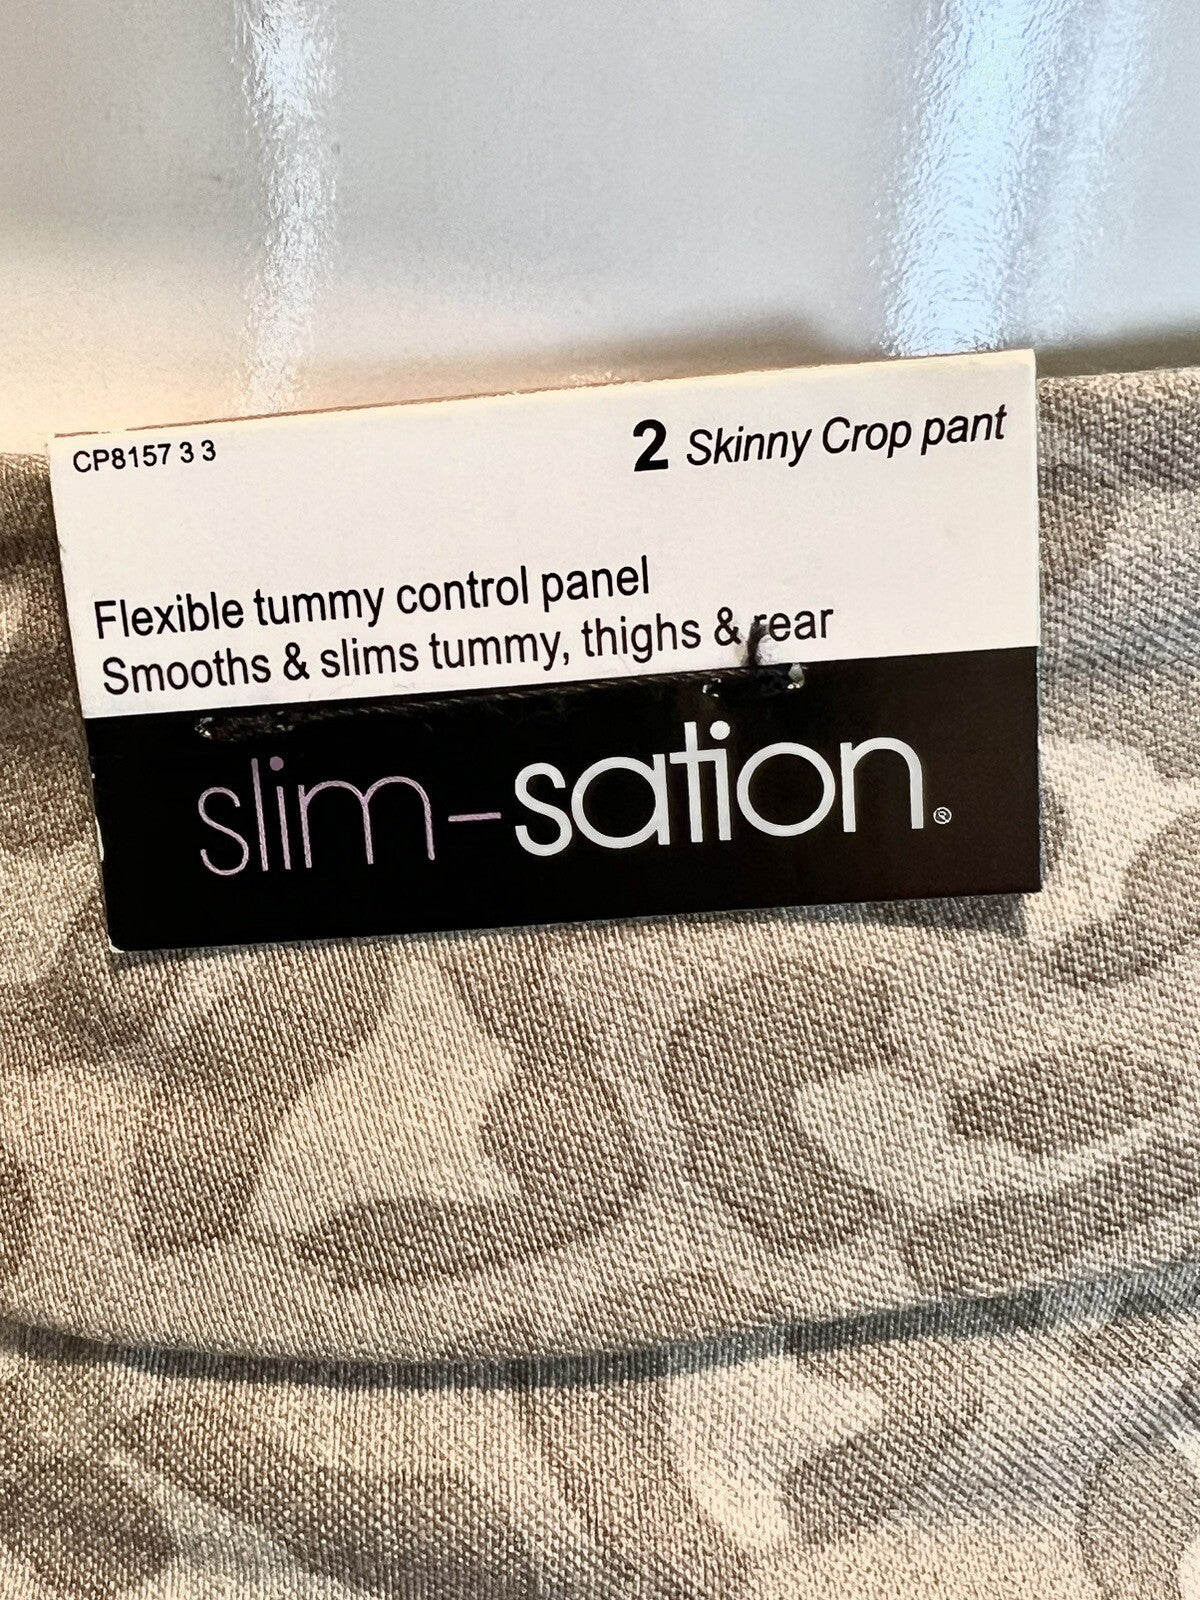 CP8157 3 3
2 Skinny Crop pant
Flexible tummy control panel
Smooths & slims tummy, thighs & rear
slim-sation®